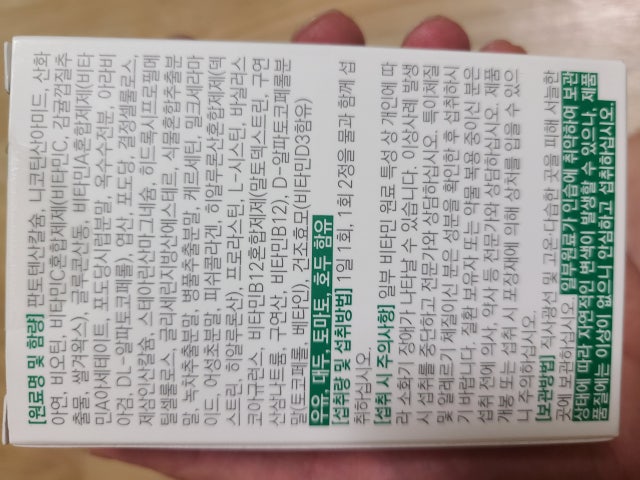 [원료명 및 함량] 판토텐산칼슘, 니코틴산아미드, 산화
아연, 비오틴, 비타민C혼합제제(비타민C, 감귤껍질추
출물, 쌀겨왁스), 글루코산동, 비타민A혼합제제(비타
민A아세테이트, 포도당시럽분말, 옥수수전분, 아라비
아검, DL-알파토코페롤), 엽산, 포도당, 결정셀룰로스,
제삼인산칼슘, 스테아린산마그네슘, 히드록시프로필메
틸셀룰로스, 글리세린지방산에스테르, 식물혼합추출분
말, 녹차추출분말, 병풀추출분말, 케르세틴, 밀크세라마
이드, 어성초분말, 피쉬콜라겐, 히알루론산혼합제제(덱
스트린, 히알루론산), 프로라스틴, L-시스틴, 바실러스
코아귤런스, 비타민B12혼합제제(말토덱스트린, 구연
산삼나트륨, 구연산, 비타민B12), D-알파토코페롤분
말(토코페롤, 베타인), 건조효모(비타민D3함유)
우유, 대두, 토마토, 호두 함유
[섭취량 및 섭취방법] 1일 1회, 1회 2정을 물과 함께 섭
취하십시오.
[섭취 시 주의사항] 일부 비타민 원료 특성 상 개인에 따
라 소화기 장애가 나타날 수 있습니다. 이상사례 발생
시 섭취를 중단하고 전문가와 상담하십시오. 특이체질
및 알레르기 체질이신 분은 성분을 확인한 후 섭취하시
기 바랍니다. 질환 보유자 또는 약물 복용 중이신 분은
섭취 전에 의사, 약사 등 전문가와 상담하십시오. 제품
개봉 또는 섭취 시 포장재에 의해 상처를 입을 수 있으
니 주의하십시오.
[보관방법] 직사광선 및 고온·다습한 곳을 피해 서늘한
곳에 보관하십시오. 일부원료가 인습에 취약하여 보관
상태에 따라 자연적인 변색이 발생할 수 있으나, 제품
품질에는 이상이 없으니 안심하고 섭취하십시오.